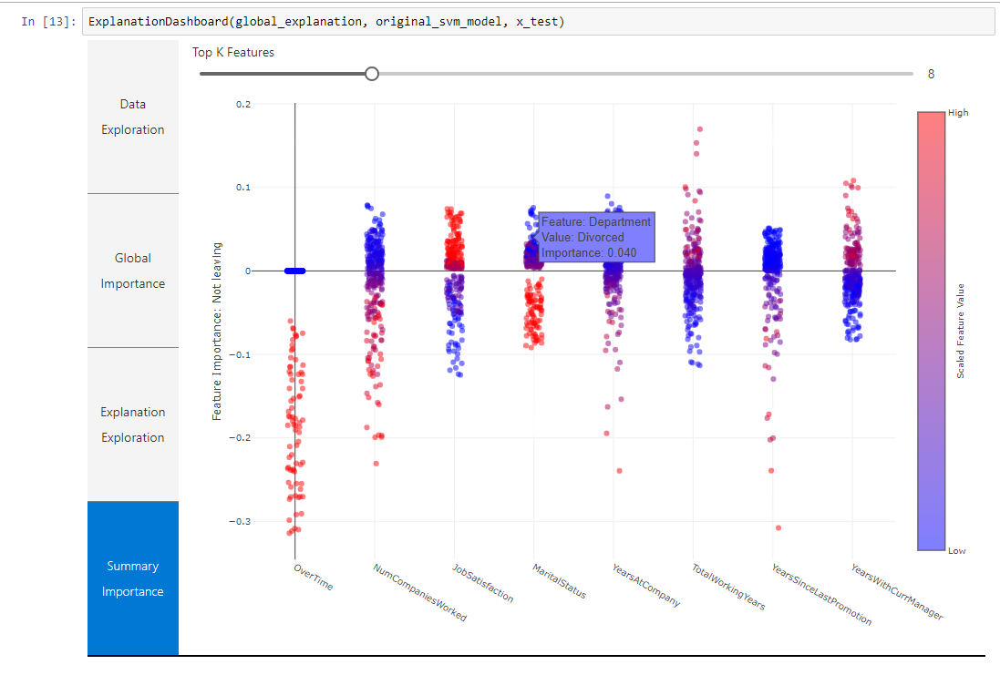 In [13]: ExplanationDashboard(global_explanation, original_svm_model, x_test)
Top K Features
8
Data
Exploration
Global
Importance
Explanation
Exploration
Summary
Importance
Feature Importance: Not leaving
0.2
0.1
0
−0.1
−0.2
−0.3
Feature: Department
Value: Divorced
Importance: 0.040
OverTime
NumCompaniesWorked
JobSatisfaction
MaritalStatus
YearsAtCompany
TotalWorkingYears
YearsSinceLastPromotion
YearsWithCurrManager
High
Low
Scaled Feature Value